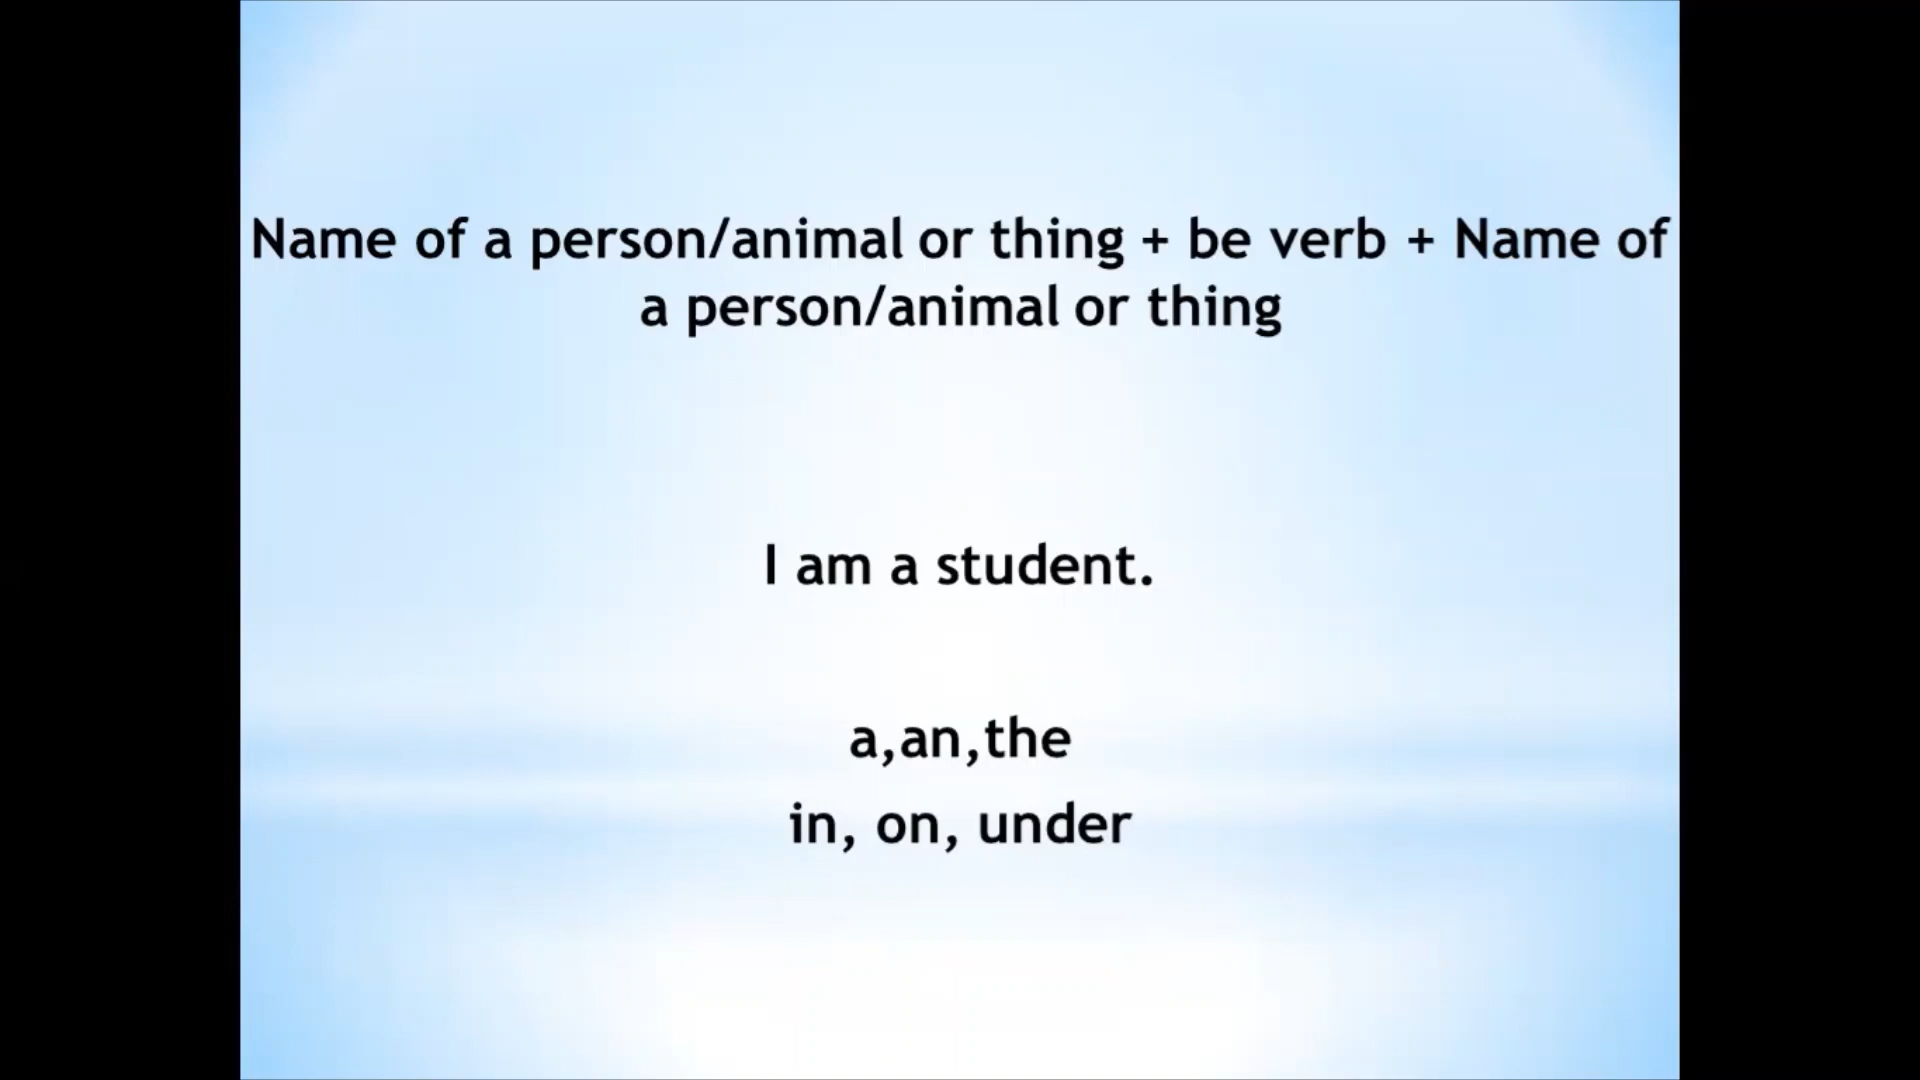 Name of a person/animal or thing + be verb + Name of
a person/animal or thing
I am a student.
a,an,the
in, on, under